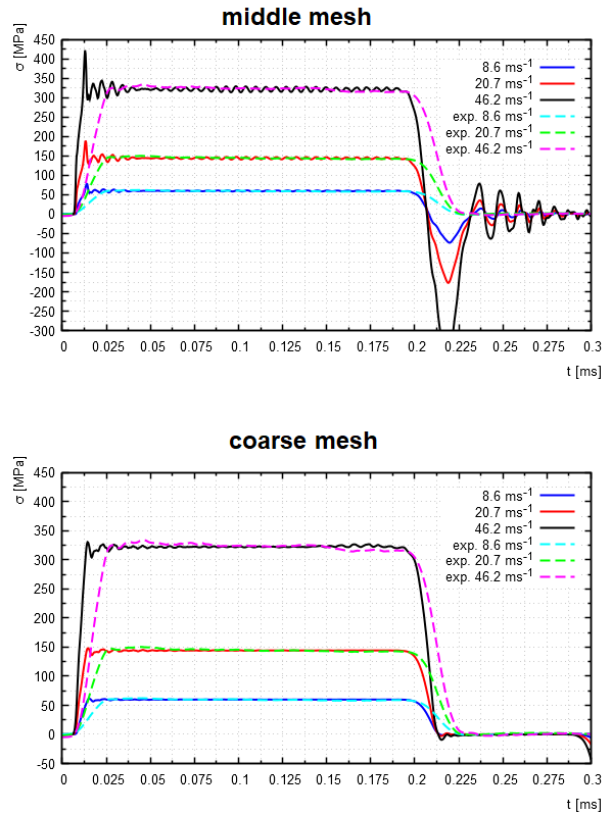 middle mesh
σ [MPa]
450
400
350
300
250
200
150
100
50
0
-50
-100
-150
-200
-250
-300
8.6 ms⁻¹
20.7 ms⁻¹
46.2 ms⁻¹
exp. 8.6 ms⁻¹
exp. 20.7 ms⁻¹
exp. 46.2 ms⁻¹
0 0.025 0.05 0.075 0.1 0.125 0.15 0.175 0.2 0.225 0.25 0.275 0.3
t [ms]
coarse mesh
σ [MPa]
450
400
350
300
250
200
150
100
50
0
-50
8.6 ms⁻¹
20.7 ms⁻¹
46.2 ms⁻¹
exp. 8.6 ms⁻¹
exp. 20.7 ms⁻¹
exp. 46.2 ms⁻¹
0 0.025 0.05 0.075 0.1 0.125 0.15 0.175 0.2 0.225 0.25 0.275 0.3
t [ms]